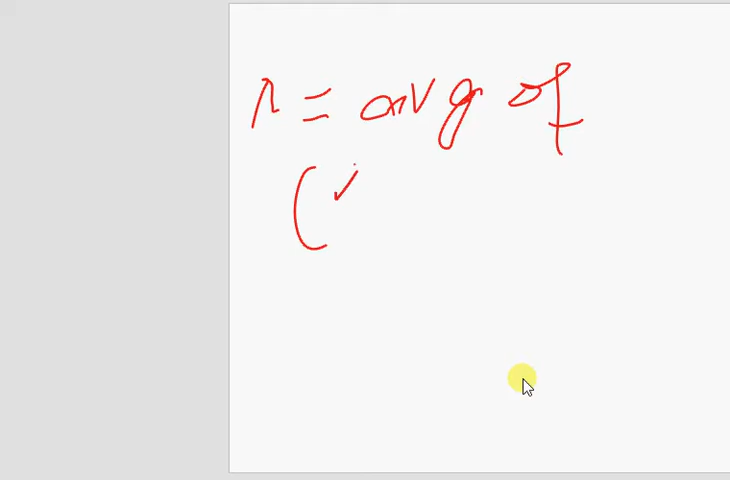 r = avg of
(